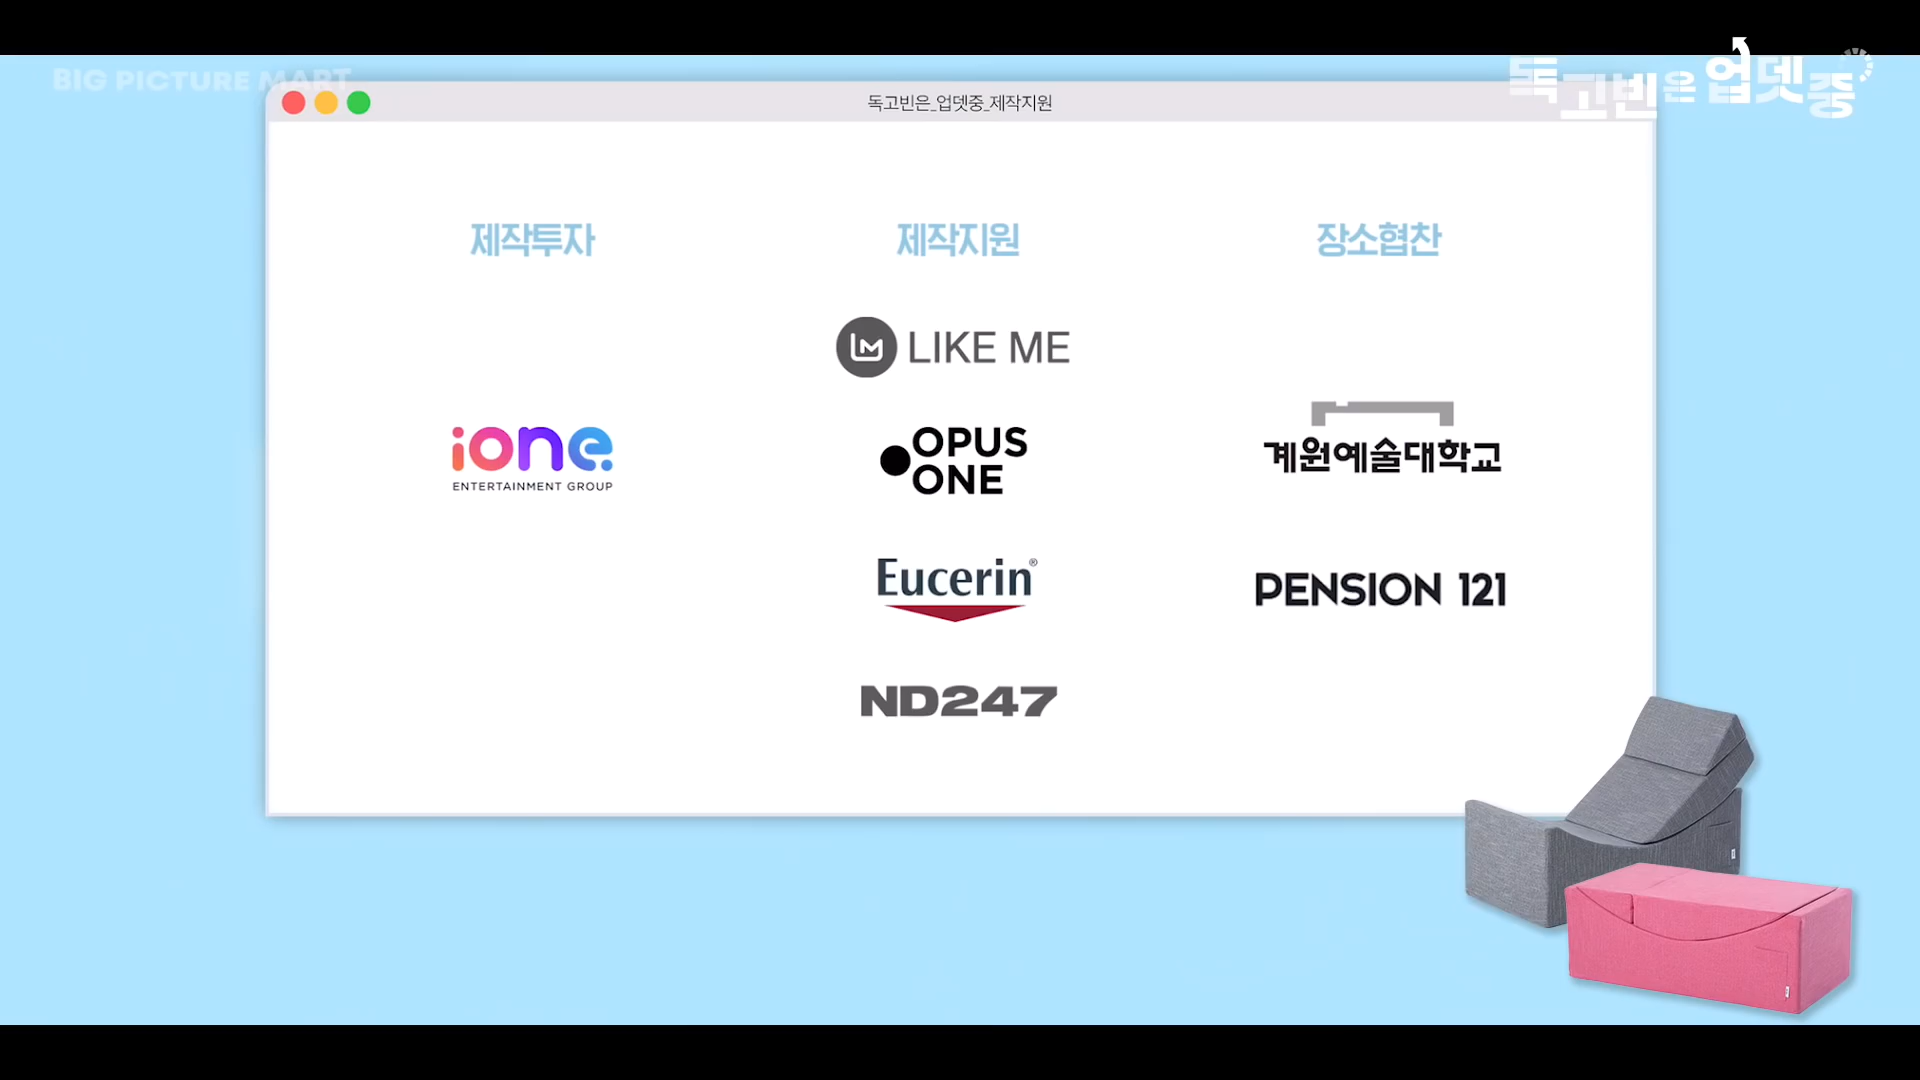 BIG PICTURE MART
독고빈은 업뎃중
독고빈은_업뎃중_제작지원
제작투자
제작지원
장소협찬
LM LIKE ME
ione.
ENTERTAINMENT GROUP
OPUS
ONE
계원예술대학교
Eucerin®
PENSION 121
ND247